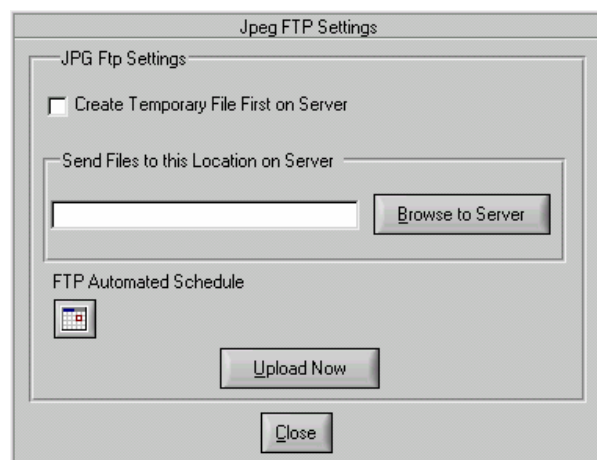 Jpeg FTP Settings
JPG Ftp Settings
Create Temporary File First on Server
Send Files to this Location on Server
Browse to Server
FTP Automated Schedule
Upload Now
Close